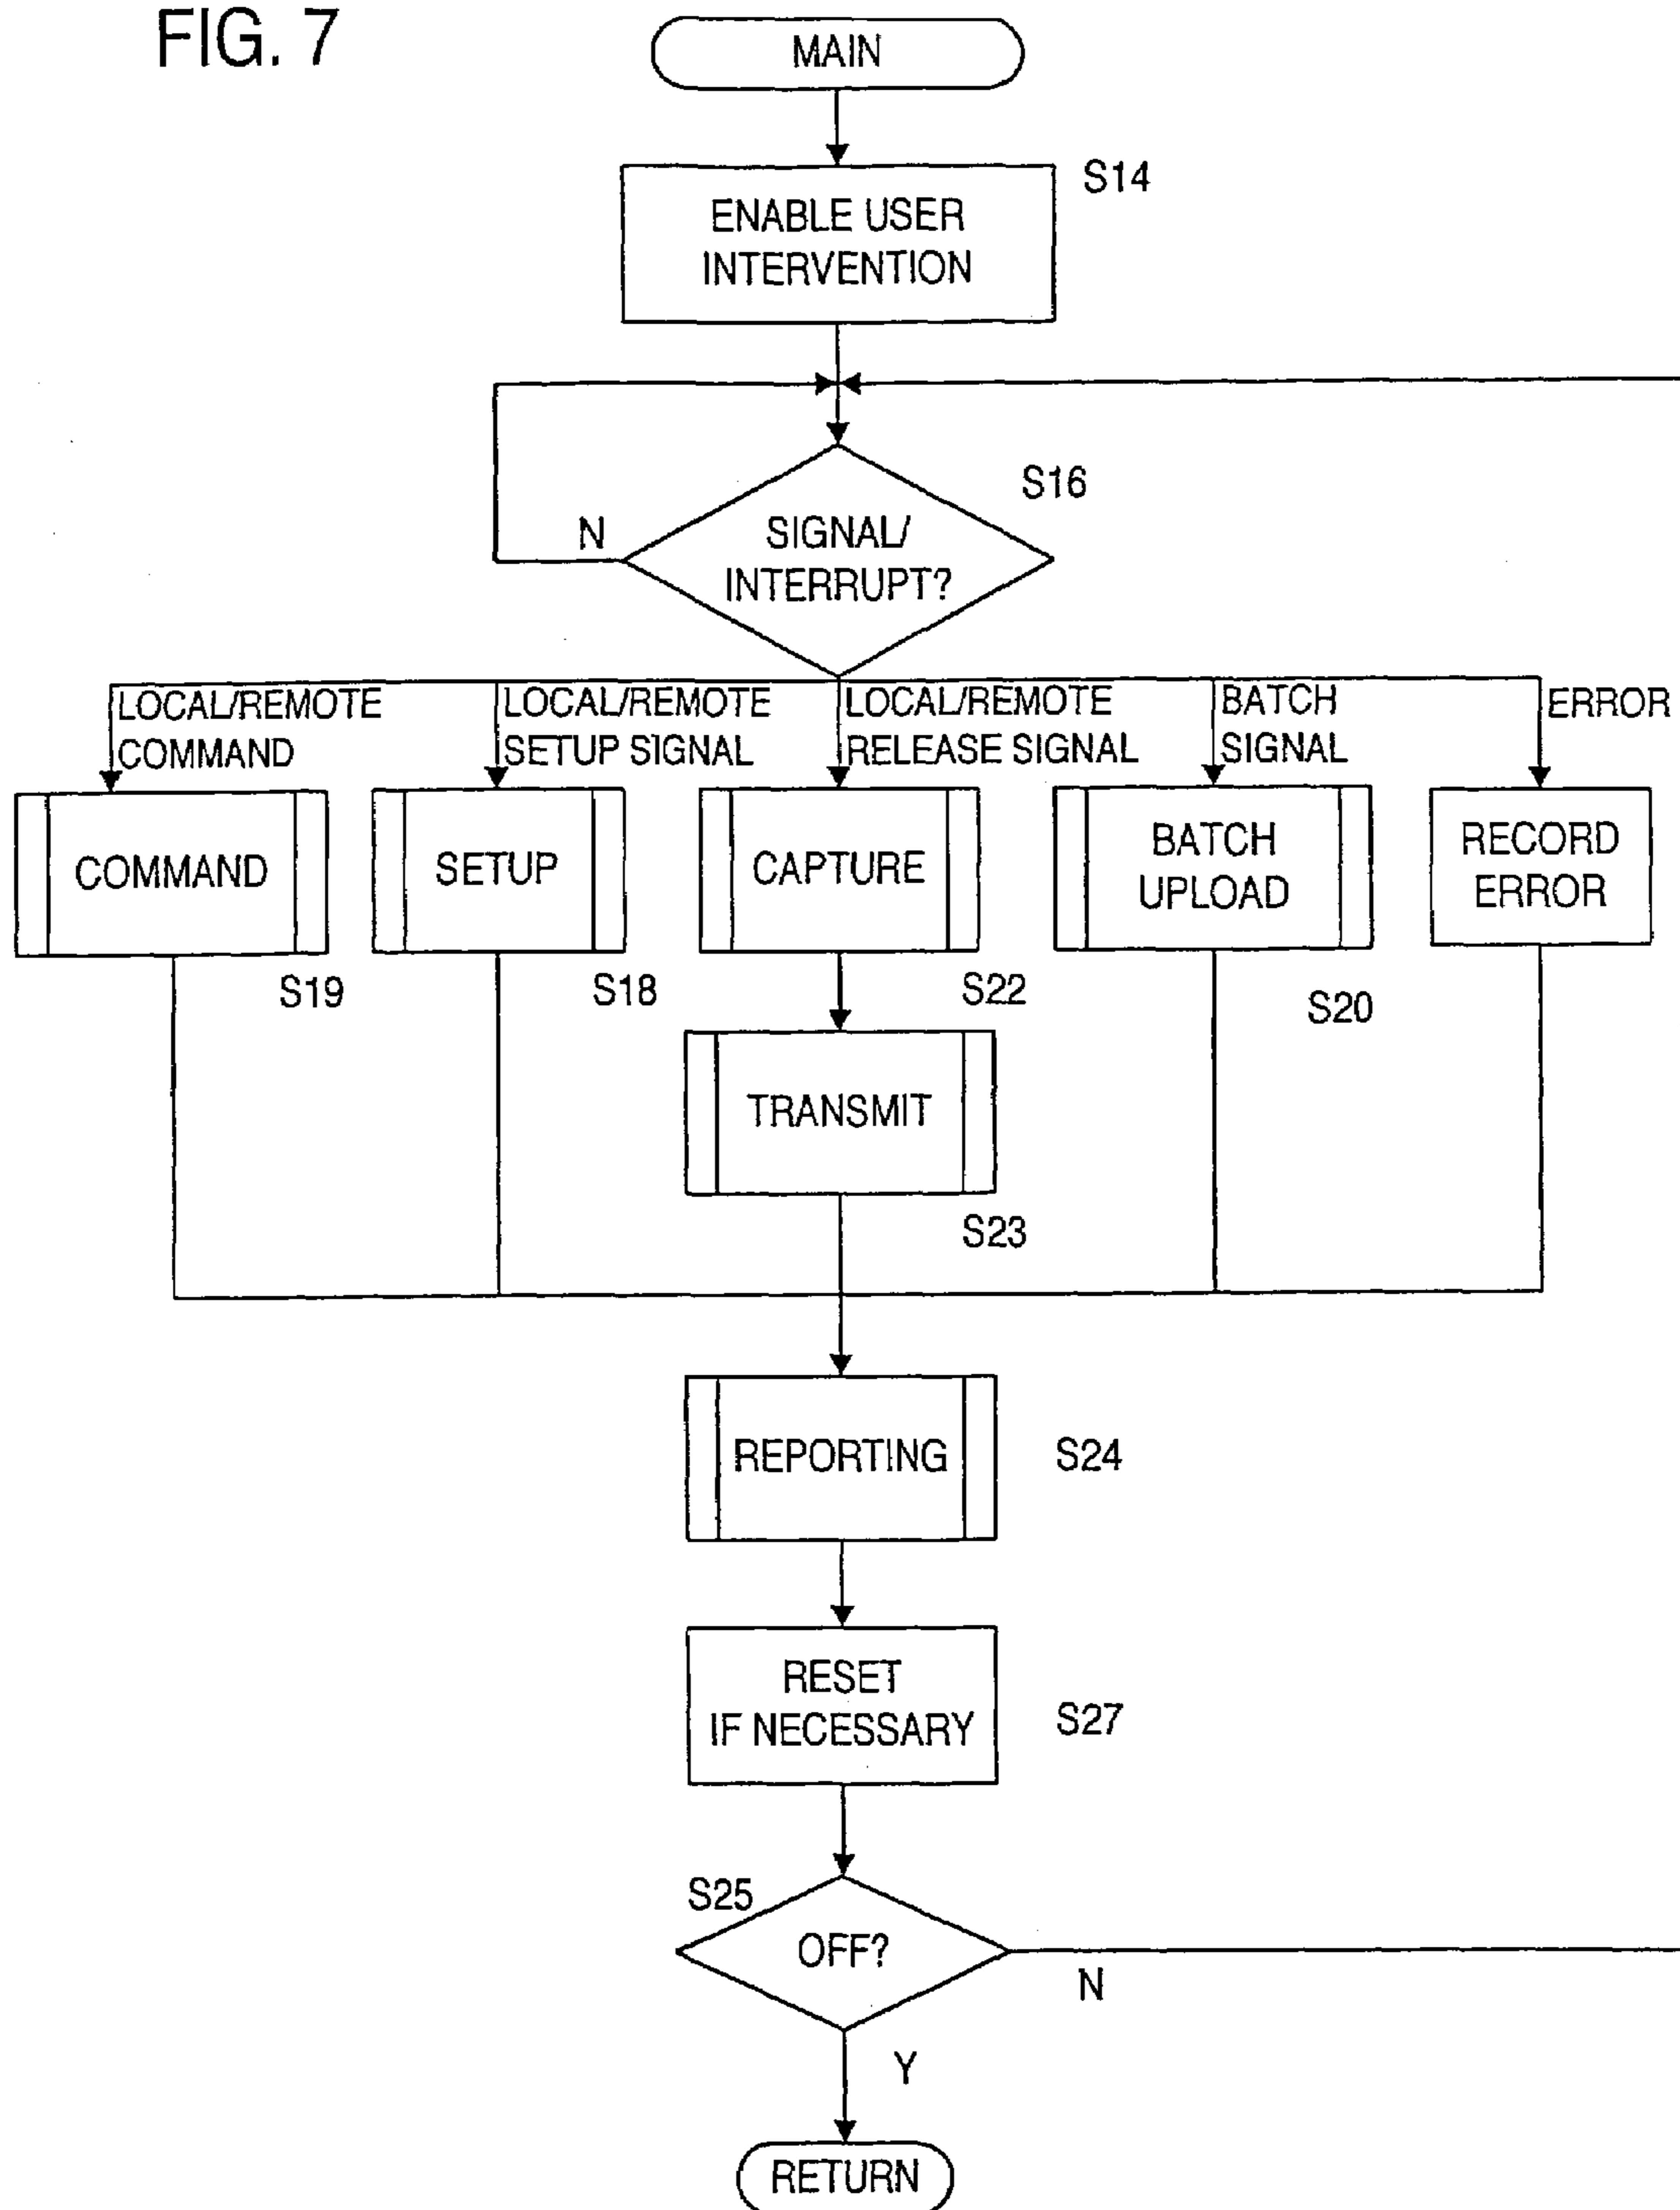 FIG. 7
MAIN
S14
ENABLE USER
INTERVENTION
S16
N
SIGNAL/
INTERRUPT?
LOCAL/REMOTE
COMMAND
LOCAL/REMOTE
SETUP SIGNAL
LOCAL/REMOTE
RELEASE SIGNAL
BATCH
SIGNAL
ERROR
COMMAND
SETUP
CAPTURE
BATCH
UPLOAD
RECORD
ERROR
S19
S18
S22
S20
TRANSMIT
S23
REPORTING
S24
RESET
IF NECESSARY
S27
S25
OFF?
N
Y
RETURN